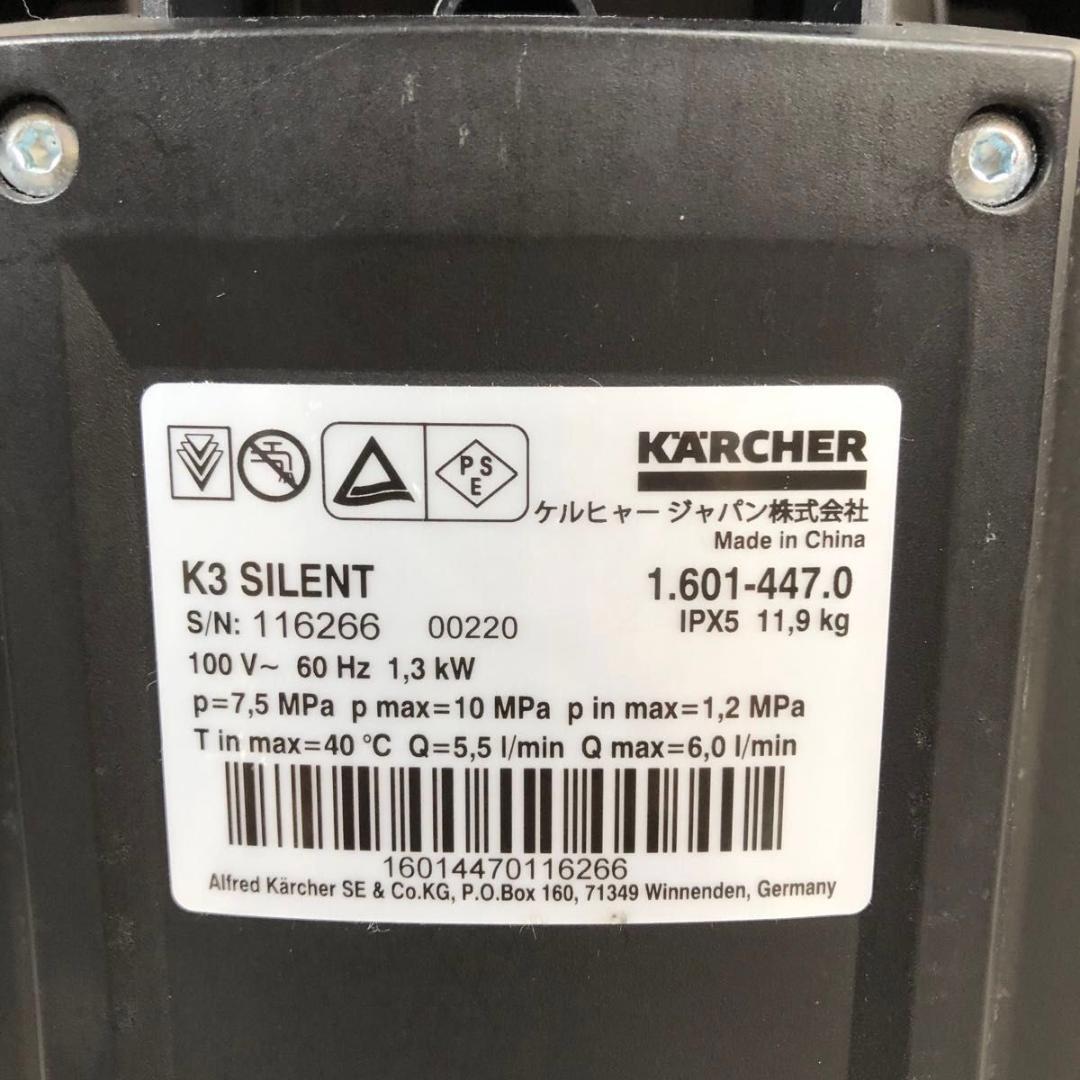 P S
E
KÄRCHER
ケルヒャー ジャパン株式会社
Made in China
K3 SILENT 1.601-447.0
S/N: 116266 00220 IPX5 11,9 kg
100 V~ 60 Hz 1,3 kW
p=7,5 MPa p max=10 MPa p in max=1,2 MPa
T in max=40 °C Q=5,5 l/min Q max=6,0 l/min
16014470116266
Alfred Kärcher SE & Co.KG, P.O.Box 160, 71349 Winnenden, Germany